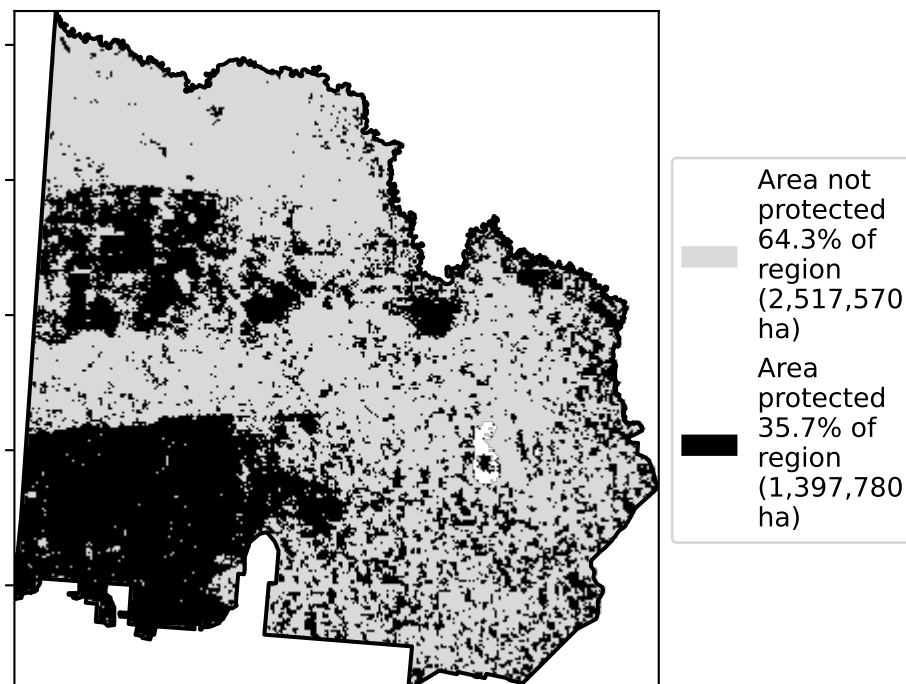 Area not
protected
64.3% of
region
(2,517,570
ha)
Area
protected
35.7% of
region
(1,397,780
ha)